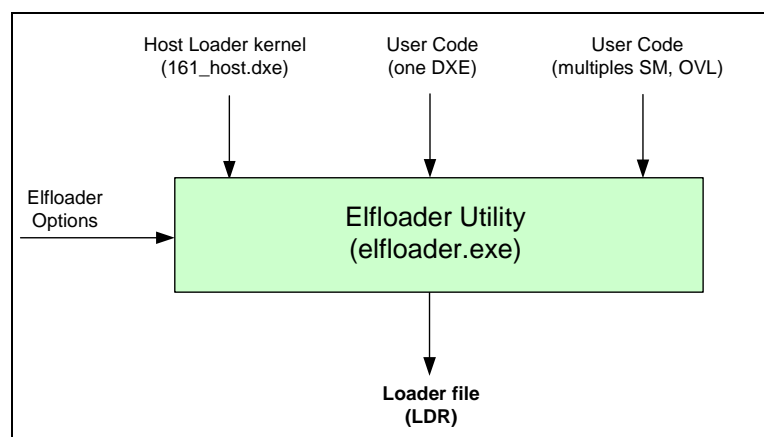 Host Loader kernel
(161_host.dxe)
User Code
(one DXE)
User Code
(multiples SM, OVL)
Elfloader
Options
Elfloader Utility
(elfloader.exe)
Loader file
(LDR)